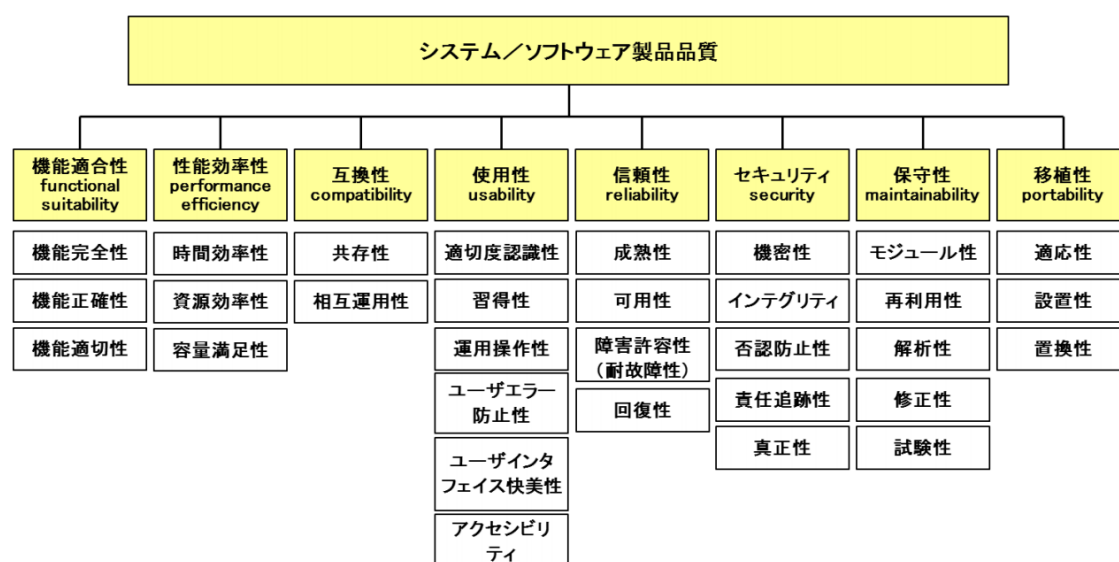 システム／ソフトウェア製品品質
機能適合性
functional
suitability
性能効率性
performance
efficiency
互換性
compatibility
使用性
usability
信頼性
reliability
セキュリティ
security
保守性
maintainability
移植性
portability
機能完全性
機能正確性
機能適切性
時間効率性
資源効率性
容量満足性
共存性
相互運用性
適切度認識性
習得性
運用操作性
ユーザエラー
防止性
ユーザインタ
フェイス快美性
アクセシビリ
ティ
成熟性
可用性
障害許容性
（耐故障性）
回復性
機密性
インテグリティ
否認防止性
責任追跡性
真正性
モジュール性
再利用性
解析性
修正性
試験性
適応性
設置性
置換性